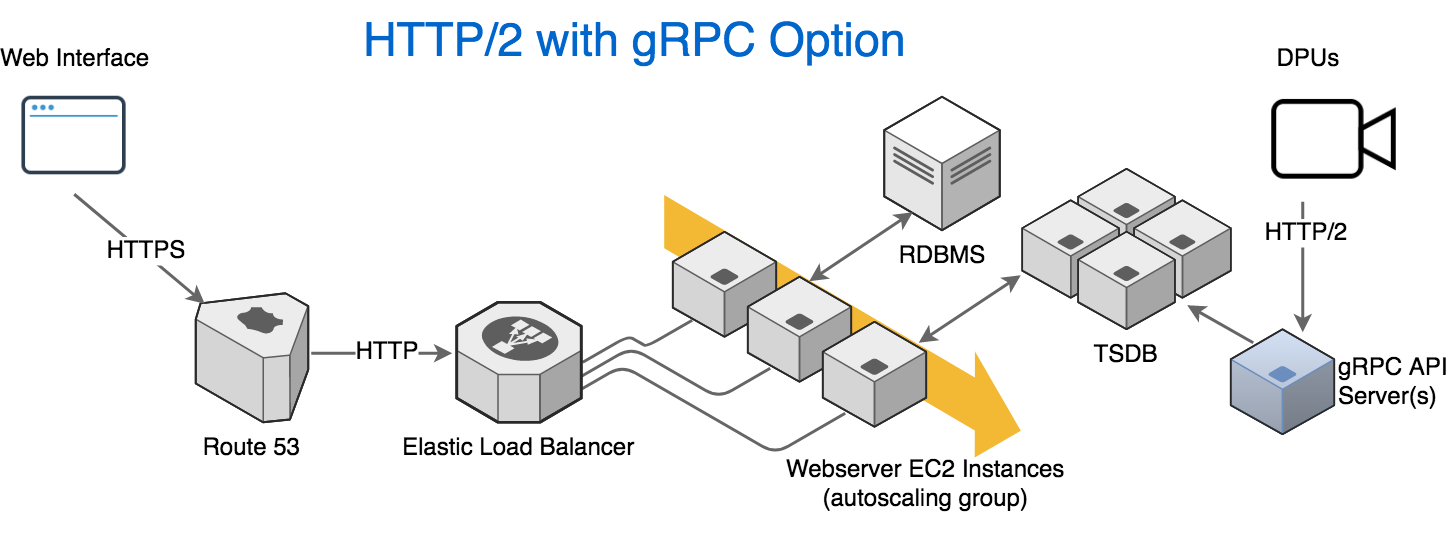 HTTP/2 with gRPC Option
Web Interface
DPUs
HTTPS
HTTP/2
RDBMS
HTTP
TSDB
gRPC API
Server(s)
Route 53
Elastic Load Balancer
Webserver EC2 Instances
(autoscaling group)